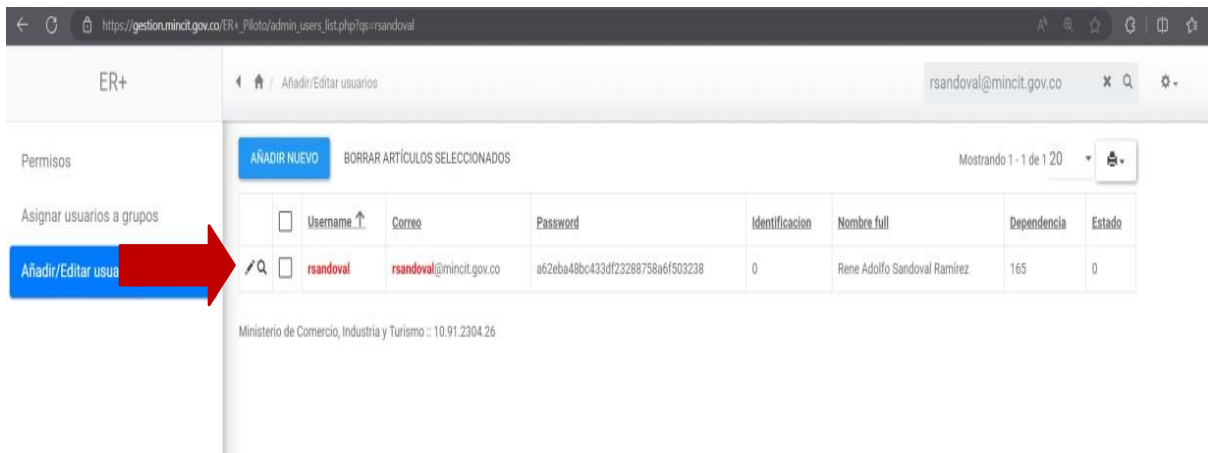 https://gestion.mincit.gov.co/ER+_Piloto/admin_users_list.php?qs=rsandoval
ER+
/ Añadir/Editar usuarios
rsandoval@mincit.gov.co
AÑADIR NUEVO BORRAR ARTÍCULOS SELECCIONADOS Mostrando 1 - 1 de 1 20
Permisos
Asignar usuarios a grupos
Añadir/Editar usua
Username Correo Password Identificacion Nombre full Dependencia Estado
rsandoval rsandoval@mincit.gov.co a62eba48bc433df23288758a6f503238 0 Rene Adolfo Sandoval Ramírez 165 0
Ministerio de Comercio, Industria y Turismo :: 10.91.2304.26